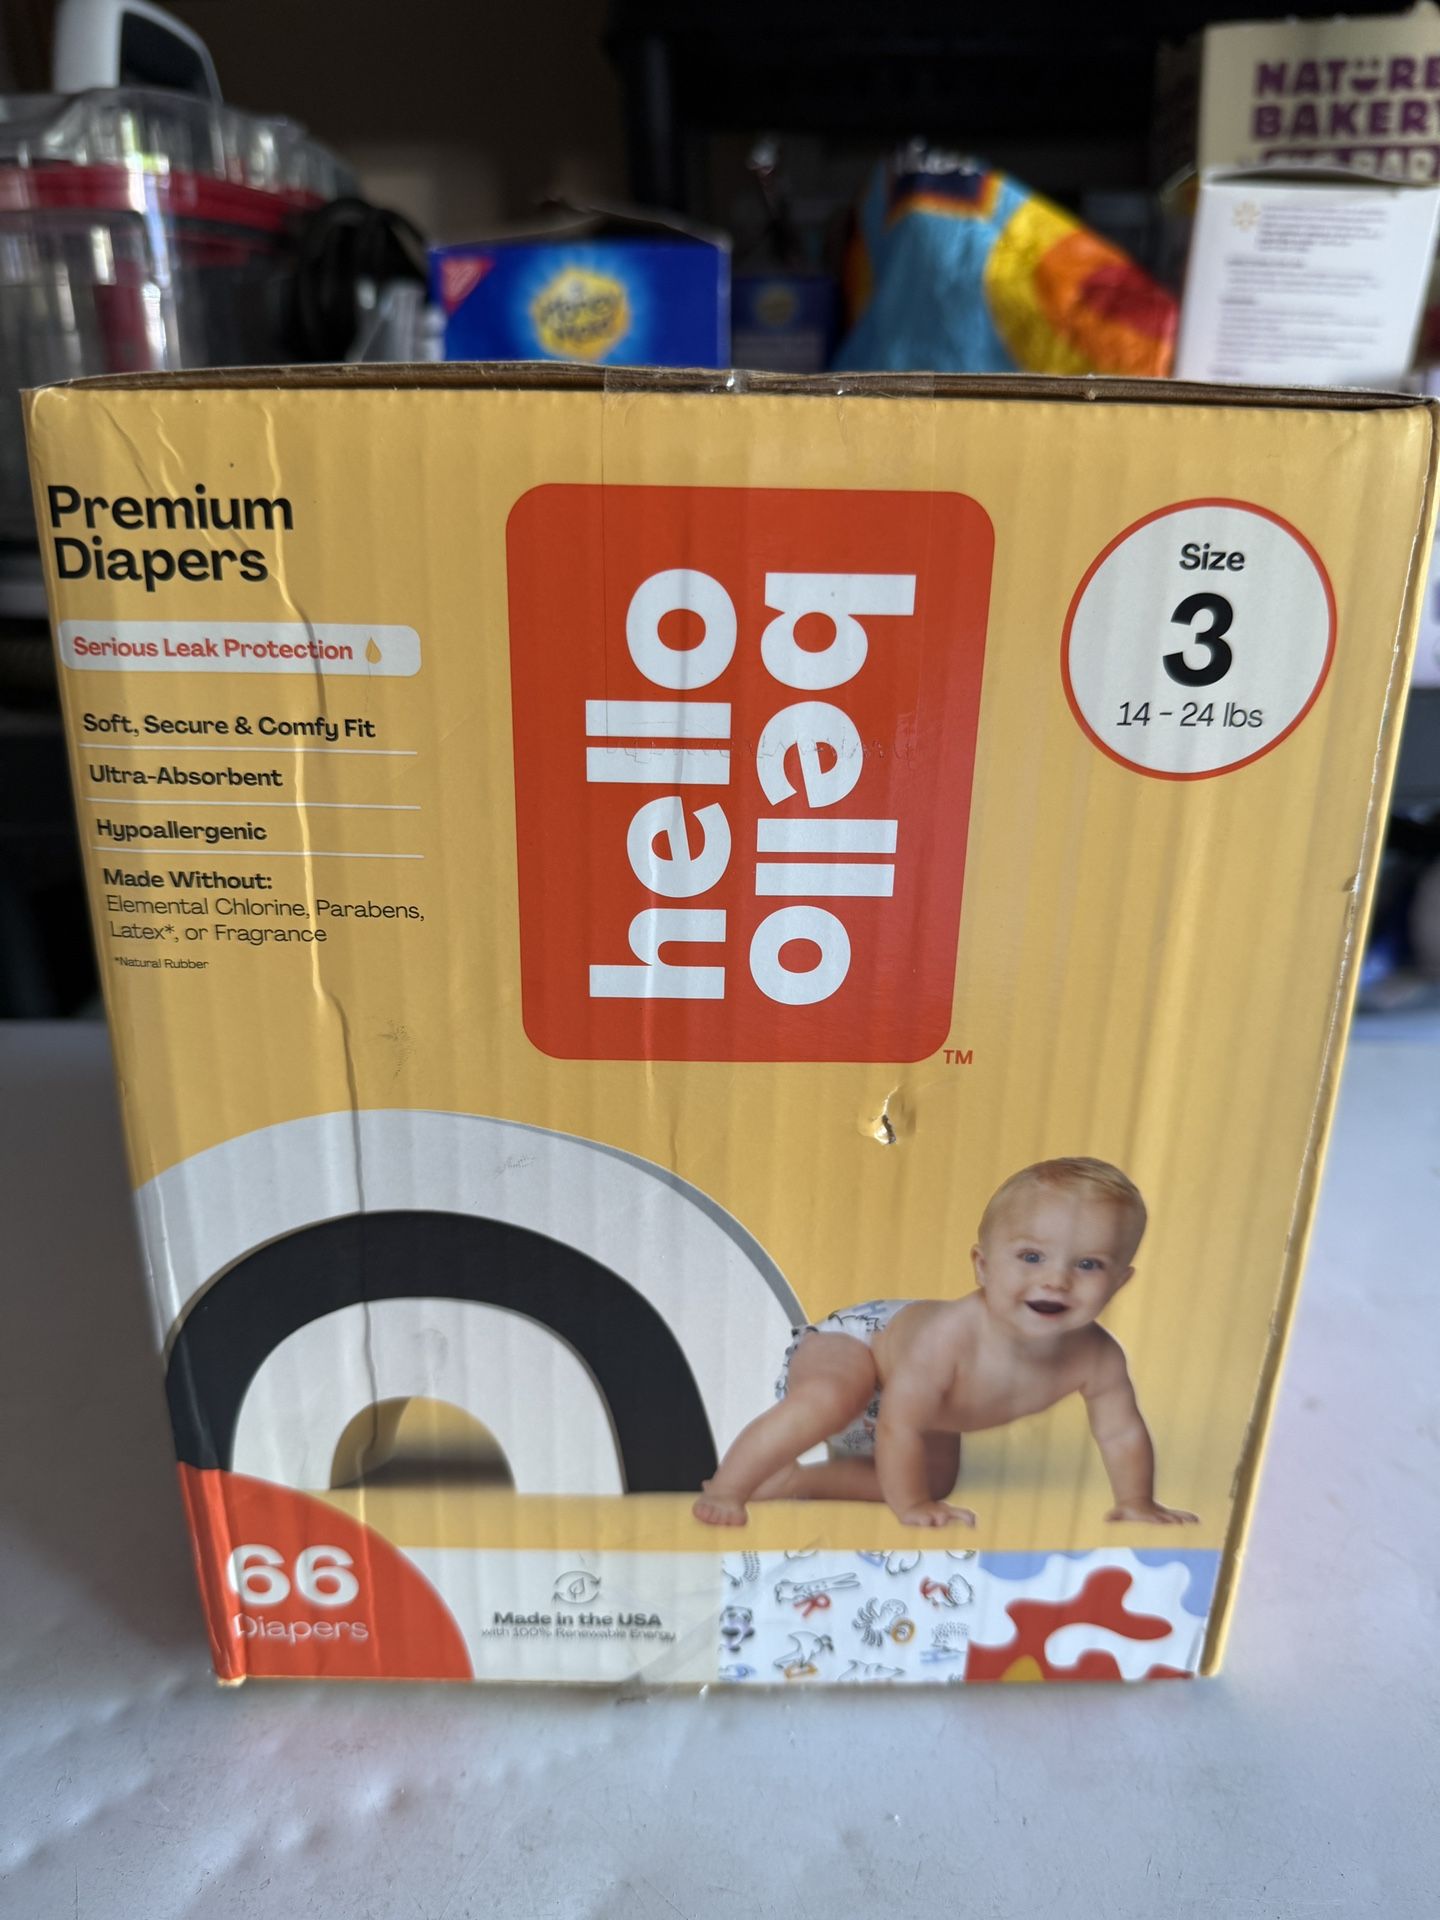 NATURE'S
BAKERY
Honey
Maid
Premium
Diapers
Serious Leak Protection
Soft, Secure & Comfy Fit
Ultra-Absorbent
Hypoallergenic
Made Without:
Elemental Chlorine, Parabens,
Latex*, or Fragrance
*Natural Rubber
hello
bello
TM
Size
3
14 - 24 lbs
66
Diapers
Made in the USA
with 100% Renewable Energy